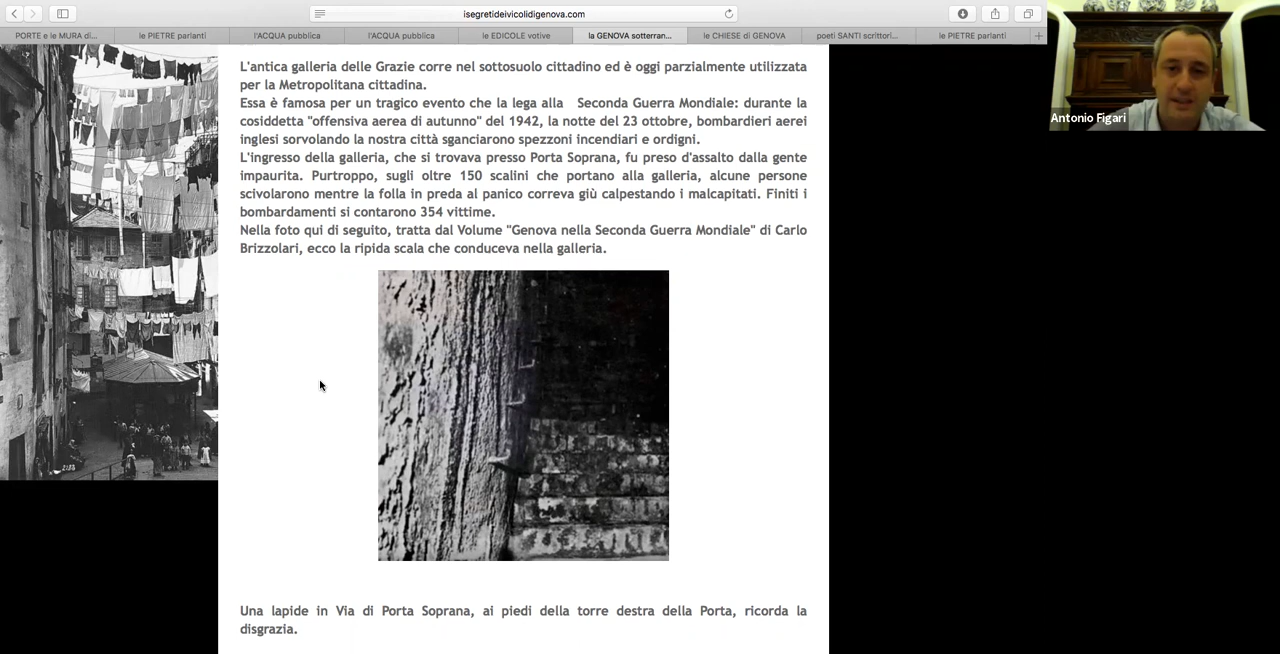 isegretideivicolidigenova.com
PORTE e le MURA di...
le PIETRE parlanti
l'ACQUA pubblica
l'ACQUA pubblica
le EDICOLE votive
la GENOVA sotterran...
le CHIESE di GENOVA
poeti SANTI scrittori...
le PIETRE parlanti
Antonio Figari
L'antica galleria delle Grazie corre nel sottosuolo cittadino ed è oggi parzialmente utilizzata
per la Metropolitana cittadina.
Essa è famosa per un tragico evento che la lega alla Seconda Guerra Mondiale: durante la
cosiddetta "offensiva aerea di autunno" del 1942, la notte del 23 ottobre, bombardieri aerei
inglesi sorvolando la nostra città sganciarono spezzoni incendiari e ordigni.
L'ingresso della galleria, che si trovava presso Porta Soprana, fu preso d'assalto dalla gente
impaurita. Purtroppo, sugli oltre 150 scalini che portano alla galleria, alcune persone
scivolarono mentre la folla in preda al panico correva giù calpestando i malcapitati. Finiti i
bombardamenti si contarono 354 vittime.
Nella foto qui di seguito, tratta dal Volume "Genova nella Seconda Guerra Mondiale" di Carlo
Brizzolari, ecco la ripida scala che conduceva nella galleria.
Una lapide in Via di Porta Soprana, ai piedi della torre destra della Porta, ricorda la
disgrazia.